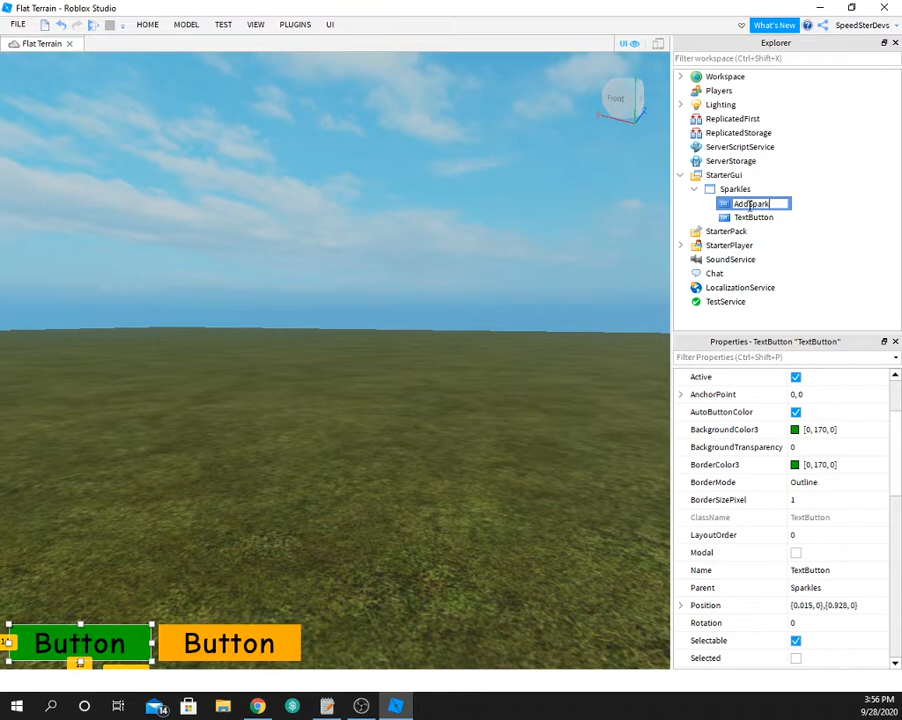 Flat Terrain - Roblox Studio
FILE HOME MODEL TEST VIEW PLUGINS UI What's New SpeedSterDevs
Flat Terrain UI
Front
Explorer
Filter workspace (Ctrl+Shift+X)
Workspace
Players
Lighting
ReplicatedFirst
ReplicatedStorage
ServerScriptService
ServerStorage
StarterGui
Sparkles
AddSpark
TextButton
StarterPack
StarterPlayer
SoundService
Chat
LocalizationService
TestService
Properties - TextButton "TextButton"
Filter Properties (Ctrl+Shift+P)
Active
AnchorPoint 0, 0
AutoButtonColor
BackgroundColor3 [0, 170, 0]
BackgroundTransparency 0
BorderColor3 [0, 170, 0]
BorderMode Outline
BorderSizePixel 1
ClassName TextButton
LayoutOrder 0
Modal
Name TextButton
Parent Sparkles
Position {0.015, 0},{0.928, 0}
Rotation 0
Selectable
Selected
Button Button
14
3:56 PM
9/28/2020